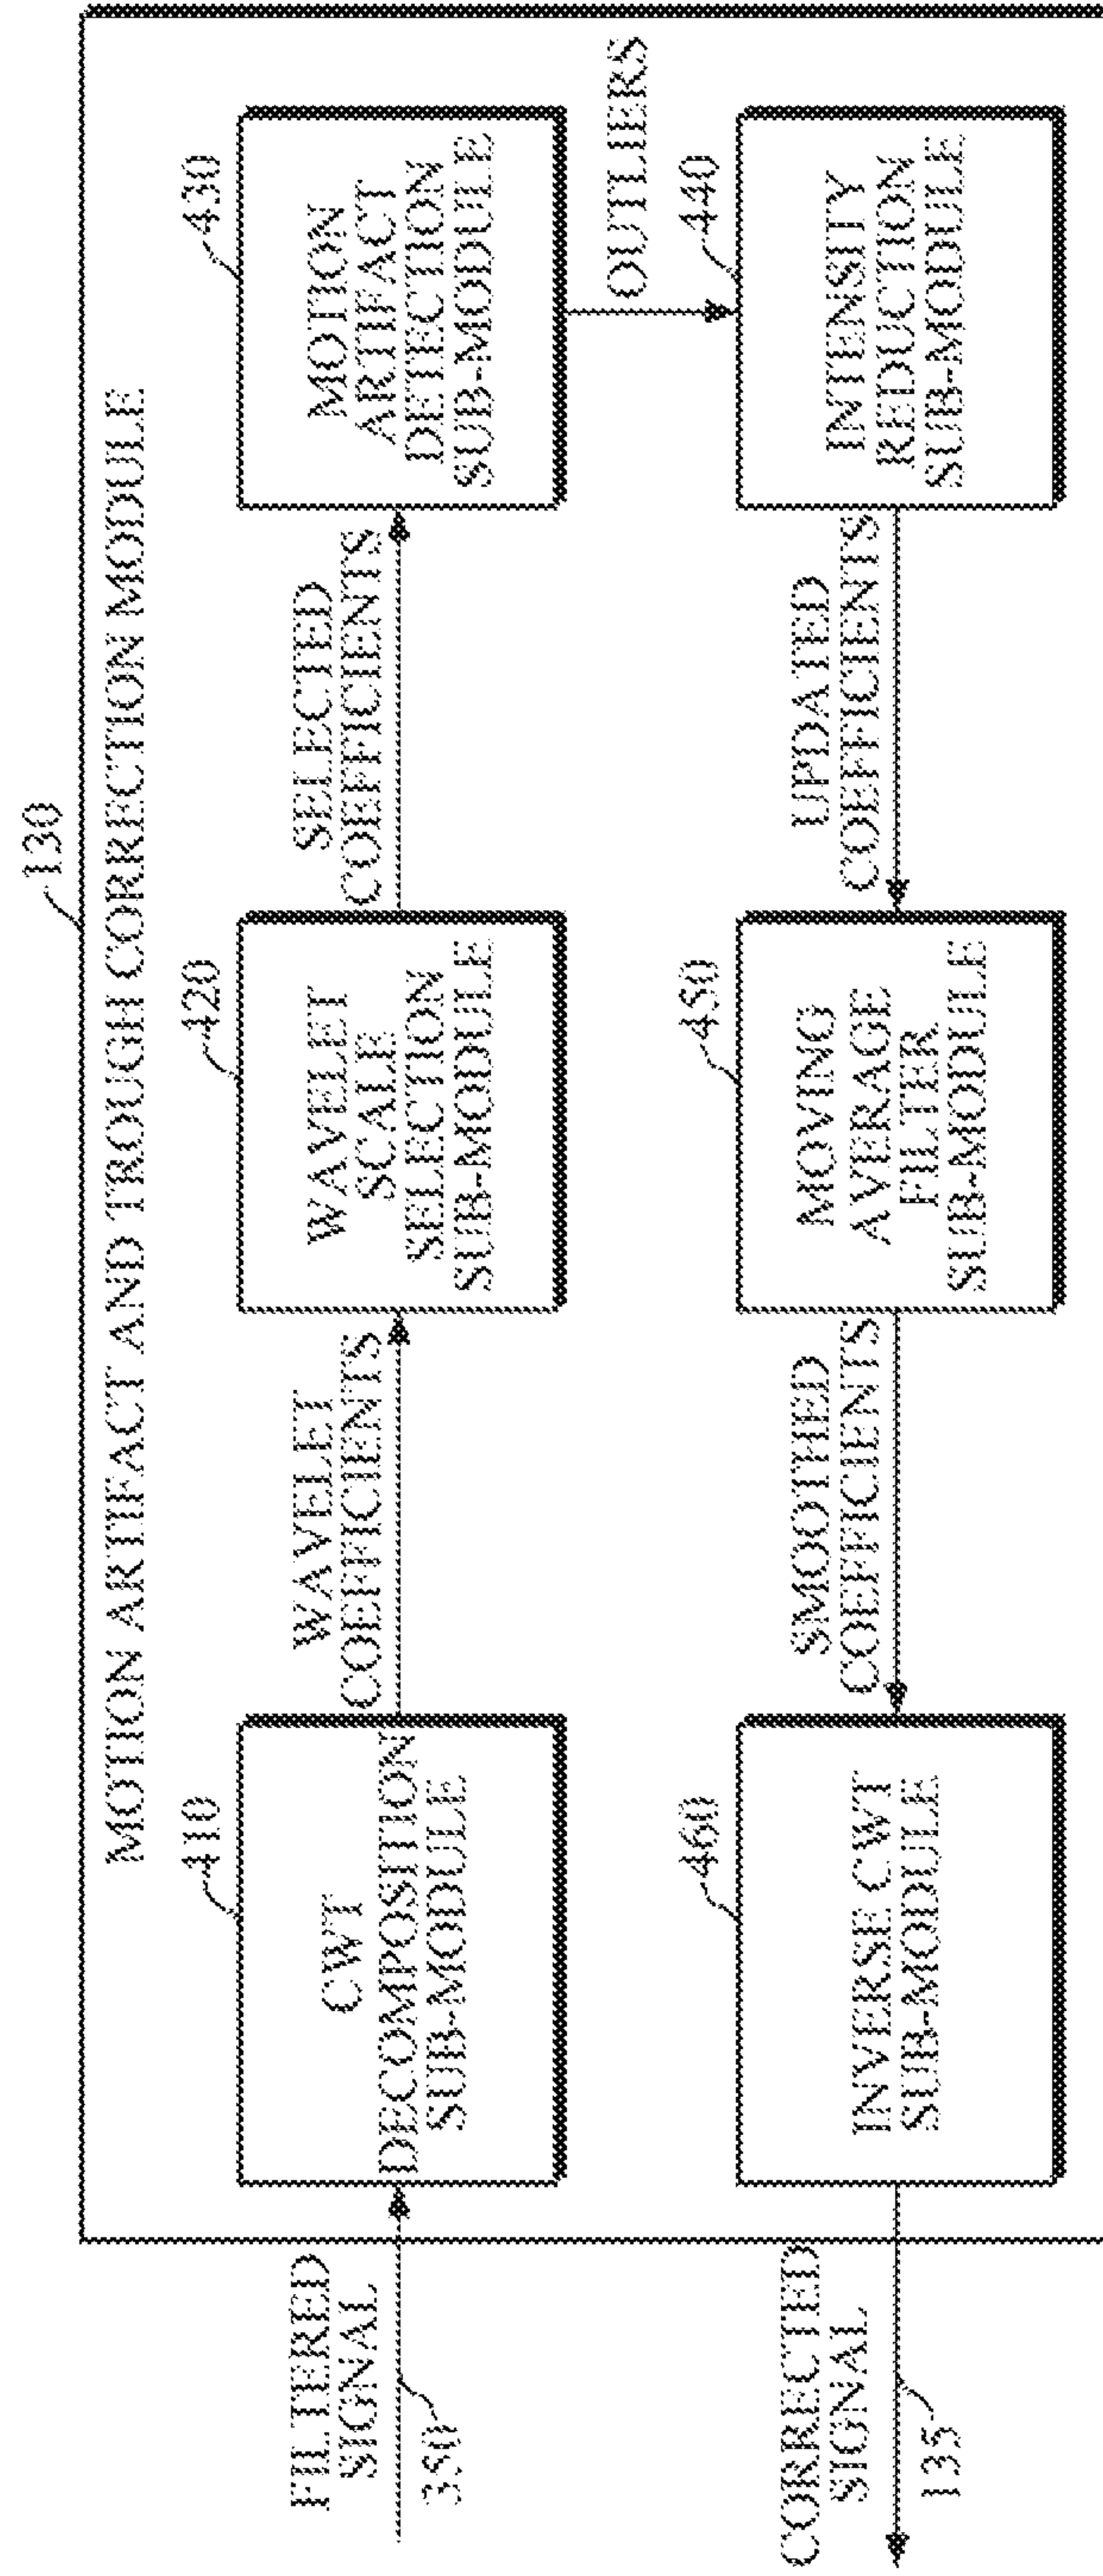 130
MOTION ARTIFACT AND TROUGH CORRECTION MODULE
FILTERED
SIGNAL
350
410
CWT
DECOMPOSITION
SUB-MODULE
WAVELET
COEFFICIENTS
420
WAVELET
SCALE
SELECTION
SUB-MODULE
SELECTED
COEFFICIENTS
430
MOTION
ARTIFACT
DETECTION
SUB-MODULE
OUTLIERS
440
INTENSITY
REDUCTION
SUB-MODULE
UPDATED
COEFFICIENTS
450
MOVING
AVERAGE
FILTER
SUB-MODULE
SMOOTHED
COEFFICIENTS
460
INVERSE CWT
SUB-MODULE
CORRECTED
SIGNAL
135